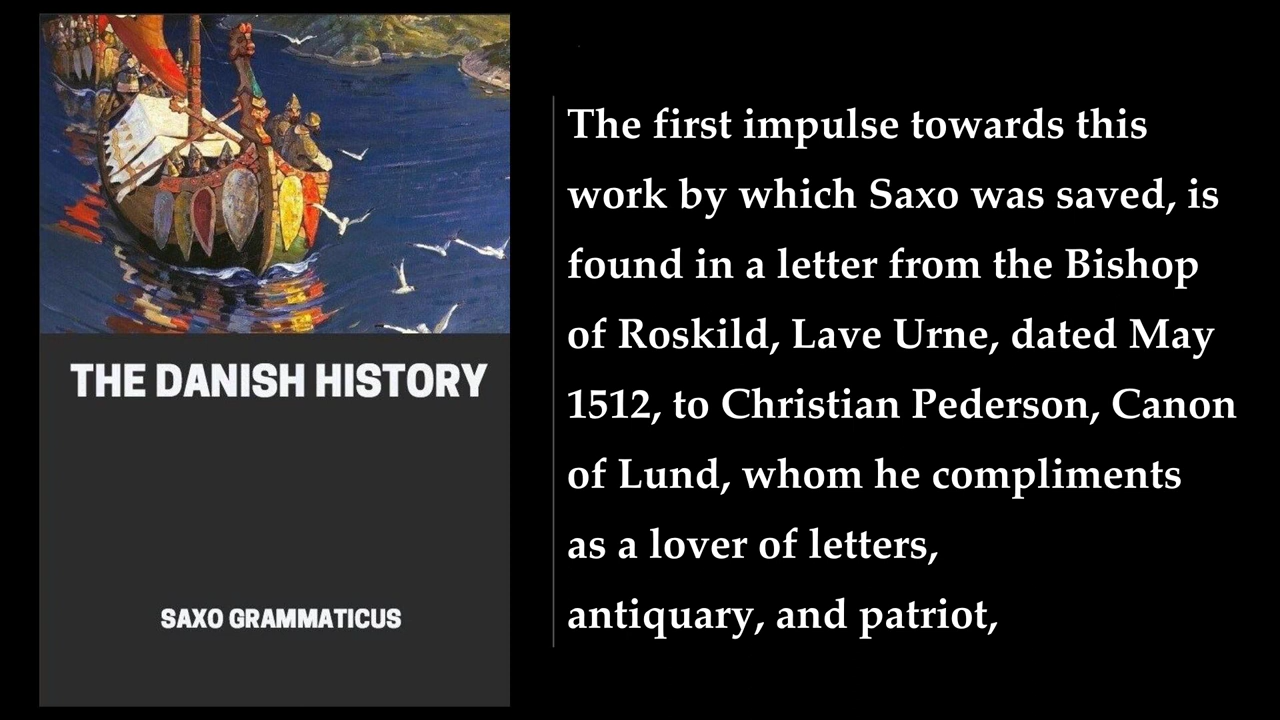 THE DANISH HISTORY
SAXO GRAMMATICUS
The first impulse towards this
work by which Saxo was saved, is
found in a letter from the Bishop
of Roskild, Lave Urne, dated May
1512, to Christian Pederson, Canon
of Lund, whom he compliments
as a lover of letters,
antiquary, and patriot,